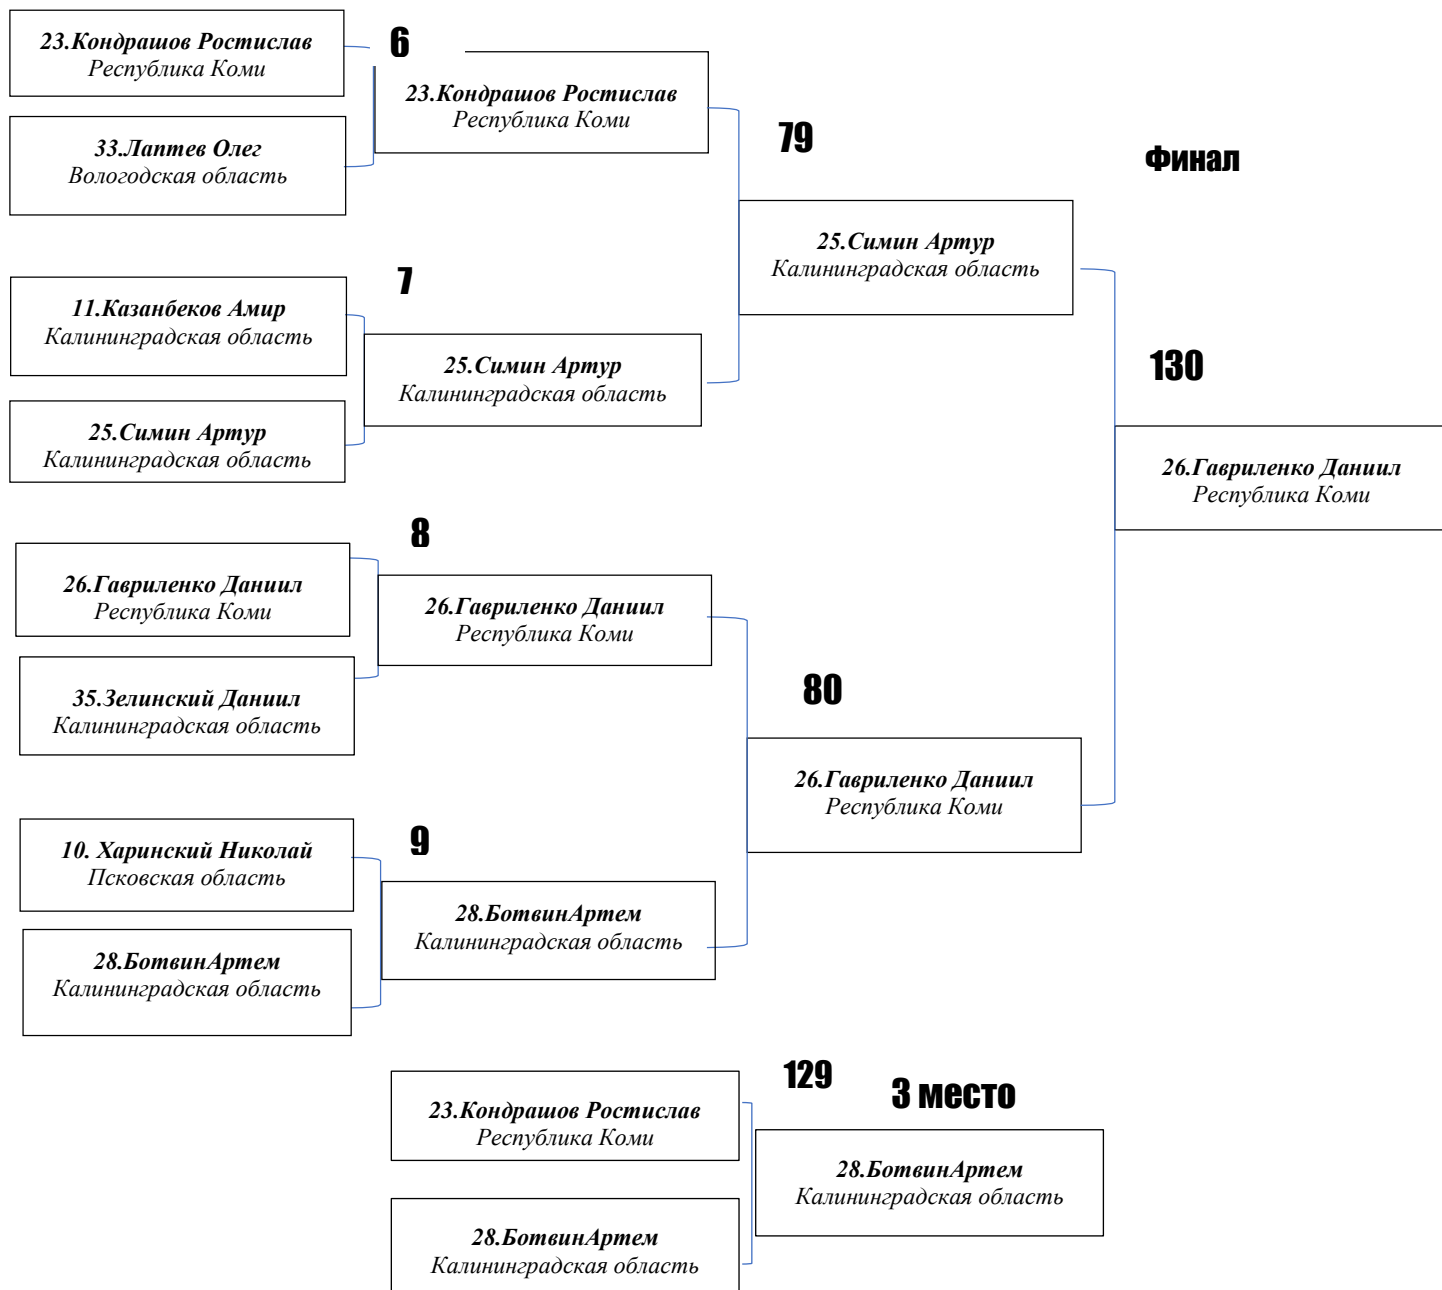 23.Кондрашов Ростислав
Республика Коми
6
23.Кондрашов Ростислав
Республика Коми
33.Лаптев Олег
Вологодская область
79
Финал
25.Симин Артур
Калининградская область
7
11.Казанбеков Амир
Калининградская область
25.Симин Артур
Калининградская область
25.Симин Артур
Калининградская область
130
26.Гавриленко Даниил
Республика Коми
8
26.Гавриленко Даниил
Республика Коми
26.Гавриленко Даниил
Республика Коми
35.Зелинский Даниил
Калининградская область
80
26.Гавриленко Даниил
Республика Коми
9
10. Харинский Николай
Псковская область
28.БотвинАртем
Калининградская область
28.БотвинАртем
Калининградская область
129
3 место
23.Кондрашов Ростислав
Республика Коми
28.БотвинАртем
Калининградская область
28.БотвинАртем
Калининградская область